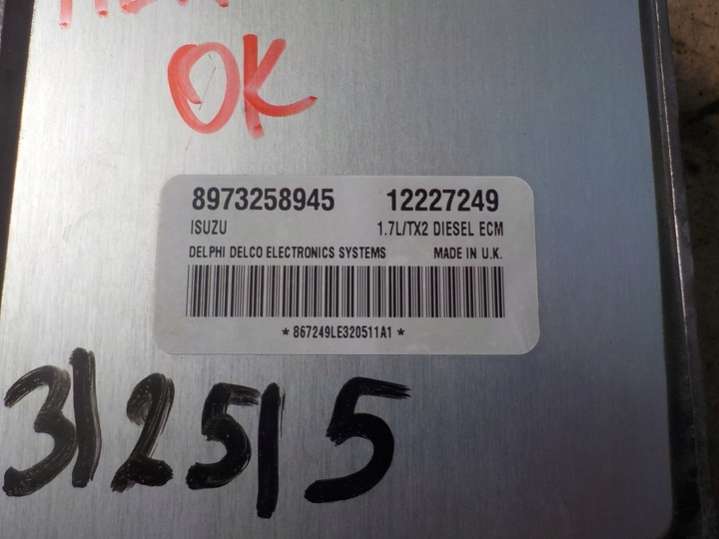 OK
8973258945 12227249
ISUZU 1.7L/TX2 DIESEL ECM
DELPHI DELCO ELECTRONICS SYSTEMS MADE IN U.K.
*867249LE320511A1*
312515